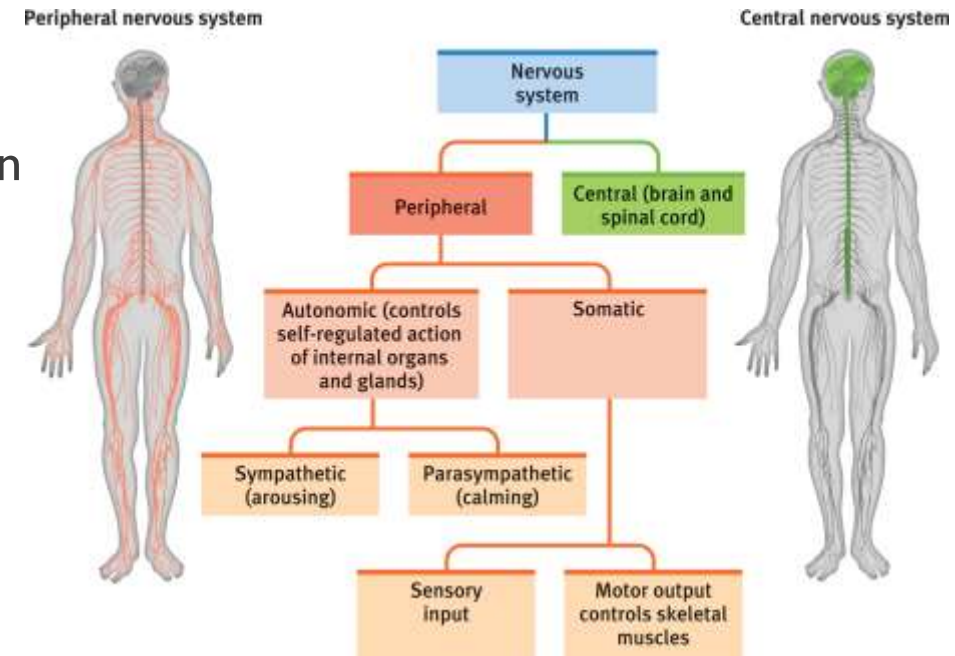 Peripheral nervous system
Central nervous system
n
Nervous
system
Peripheral
Central (brain and
spinal cord)
Autonomic (controls
self-regulated action
of internal organs
and glands)
Somatic
Sympathetic
(arousing)
Parasympathetic
(calming)
Sensory
input
Motor output
controls skeletal
muscles